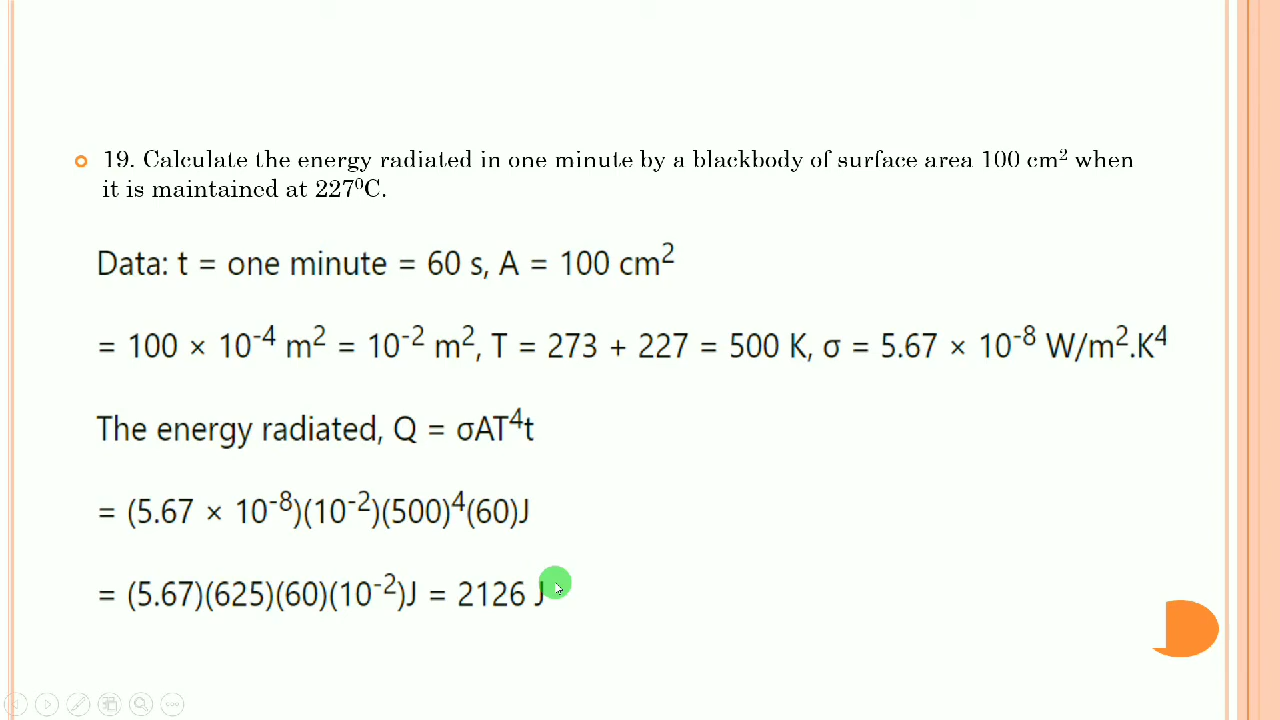 19. Calculate the energy radiated in one minute by a blackbody of surface area 100 cm² when
it is maintained at 227⁰C.
Data: t = one minute = 60 s, A = 100 cm²
= 100 × 10⁻⁴ m² = 10⁻² m², T = 273 + 227 = 500 K, σ = 5.67 × 10⁻⁸ W/m².K⁴
The energy radiated, Q = σAT⁴t
= (5.67 × 10⁻⁸)(10⁻²)(500)⁴(60)J
= (5.67)(625)(60)(10⁻²)J = 2126 J